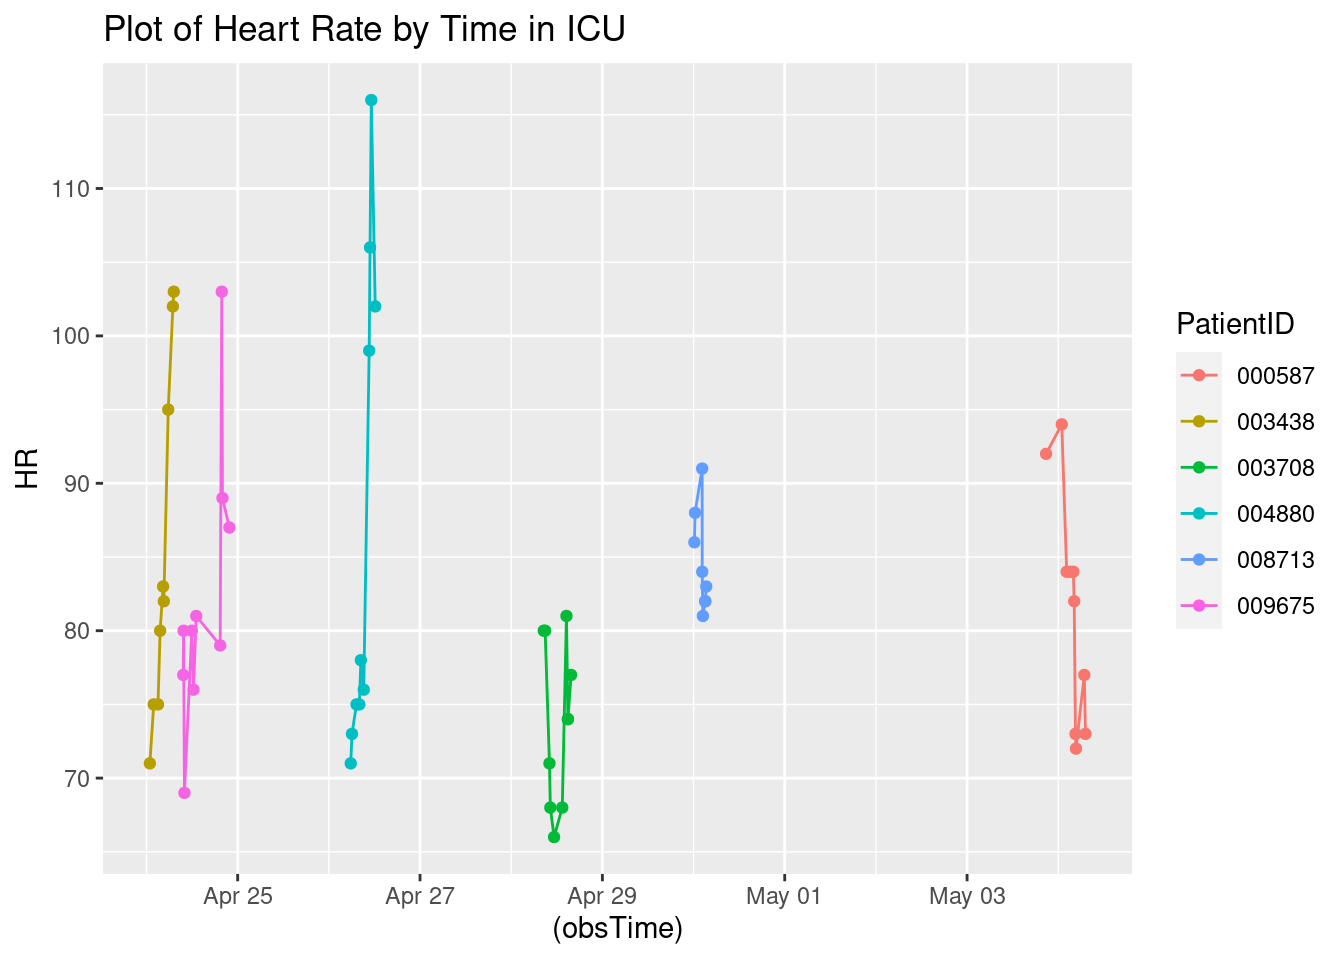 Plot of Heart Rate by Time in ICU
HR
110
100
90
80
70
Apr 25
Apr 27
Apr 29
May 01
May 03
(obsTime)
PatientID
000587
003438
003708
004880
008713
009675